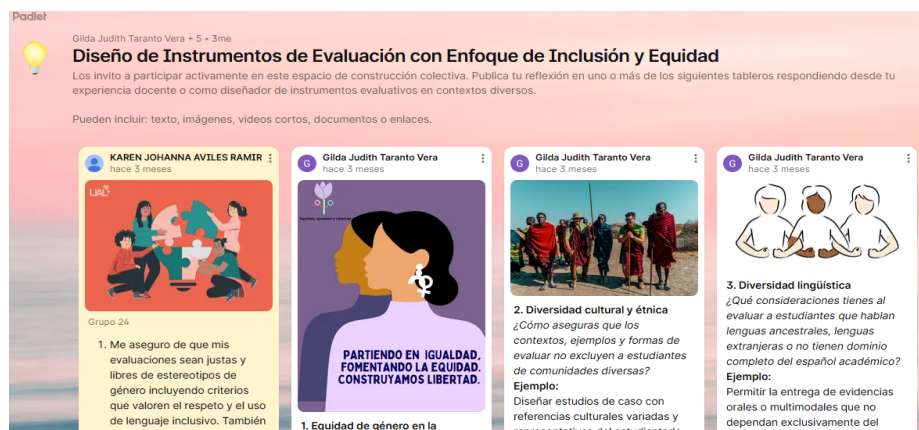 Padlet
Gilda Judith Taranto Vera + 5 • 3me
Diseño de Instrumentos de Evaluación con Enfoque de Inclusión y Equidad
Los invito a participar activamente en este espacio de construcción colectiva. Publica tu reflexión en uno o más de los siguientes tableros respondiendo desde tu
experiencia docente o como diseñador de instrumentos evaluativos en contextos diversos.
Pueden incluir: texto, imágenes, videos cortos, documentos o enlaces.
KAREN JOHANNA AVILES RAMIR
hace 3 meses
Grupo 24
1. Me aseguro de que mis
evaluaciones sean justas y
libres de estereotipos de
género incluyendo criterios
que valoren el respeto y el uso
de lenguaje inclusivo. También
G
Gilda Judith Taranto Vera
hace 3 meses
PARTIENDO EN IGUALDAD,
FOMENTANDO LA EQUIDAD.
CONSTRUYAMOS LIBERTAD.
1. Equidad de género en la
G
Gilda Judith Taranto Vera
hace 3 meses
2. Diversidad cultural y étnica
¿Cómo aseguras que los
contextos, ejemplos y formas de
evaluar no excluyen a estudiantes
de comunidades diversas?
Ejemplo:
Diseñar estudios de caso con
referencias culturales variadas y
G
Gilda Judith Taranto Vera
hace 3 meses
3. Diversidad lingüística
¿Qué consideraciones tienes al
evaluar a estudiantes que hablan
lenguas ancestrales, lenguas
extranjeras o no tienen dominio
completo del español académico?
Ejemplo:
Permitir la entrega de evidencias
orales o multimodales que no
dependan exclusivamente del